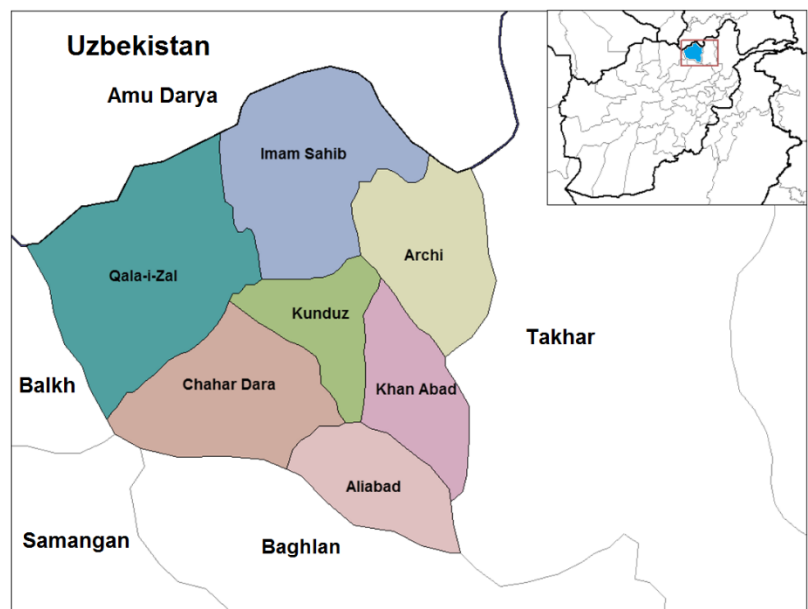 Uzbekistan
Amu Darya
Imam Sahib
Archi
Qala-i-Zal
Kunduz
Takhar
Balkh
Chahar Dara
Khan Abad
Aliabad
Samangan
Baghlan